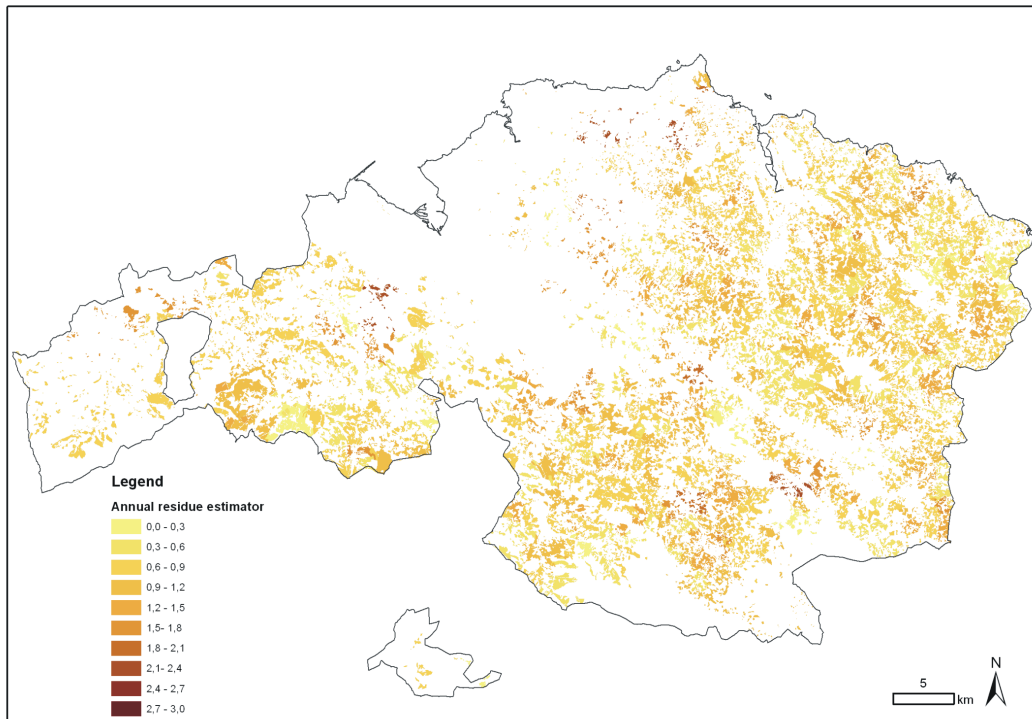 Legend
Annual residue estimator
0,0 - 0,3
0,3 - 0,6
0,6 - 0,9
0,9 - 1,2
1,2 - 1,5
1,5- 1,8
1,8 - 2,1
2,1 - 2,4
2,4 - 2,7
2,7 - 3,0
5
km
N